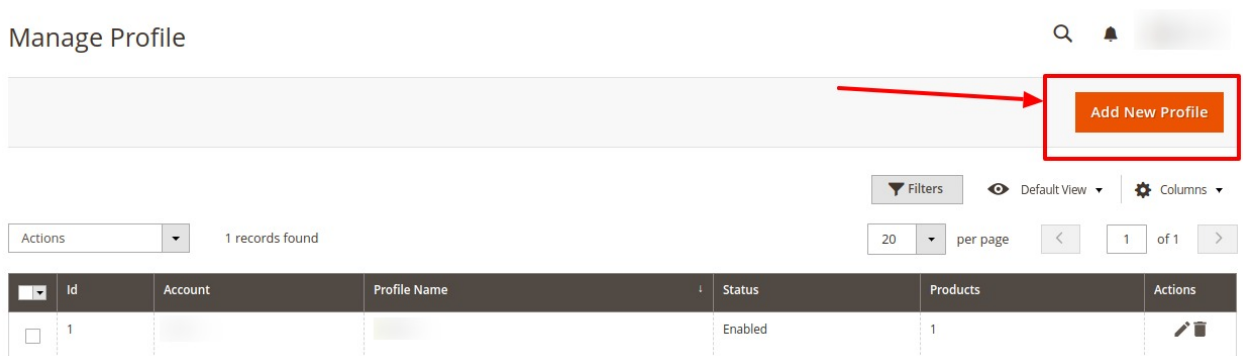 Manage Profile
Add New Profile
Filters
Default View
Columns
Actions
1 records found
20
per page
1
of 1
Id
Account
Profile Name
Status
Products
Actions
1
Enabled
1